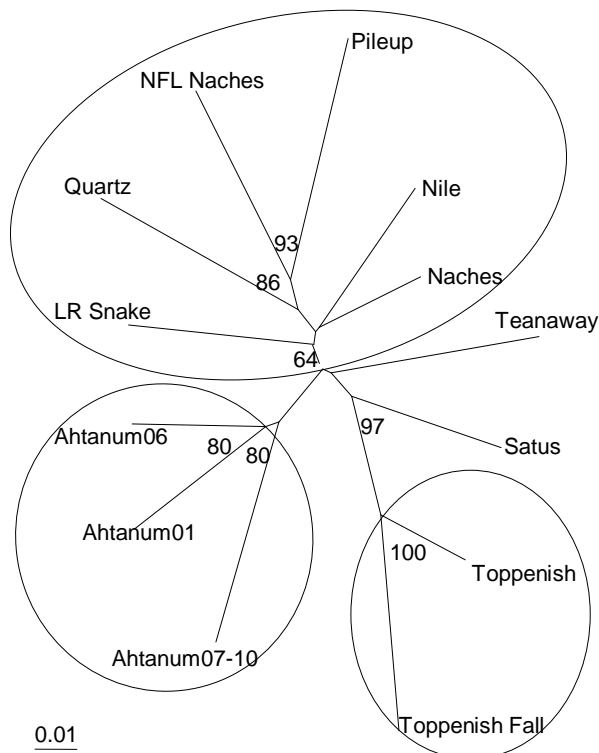 Pileup
NFL Naches
Quartz
Nile
93
86
Naches
LR Snake
Teanaway
64
97
Ahtanum06
80
80
Satus
Ahtanum01
100
Toppenish
Ahtanum07-10
Toppenish Fall
0.01